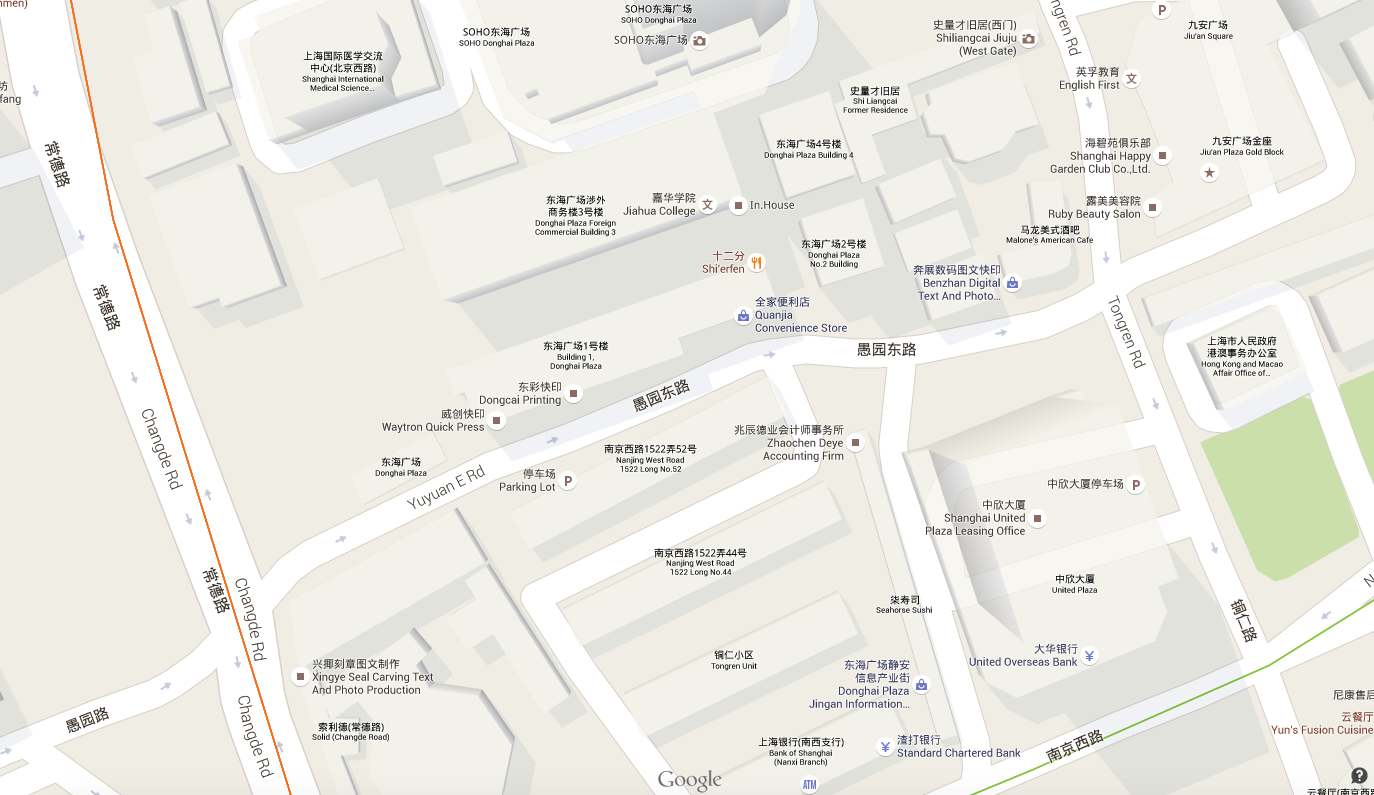 nmen)
坊
fang
常德路
上海国际医学交流
中心(北京西路)
Shanghai International
Medical Science...
SOHO东海广场
SOHO Donghai Plaza
SOHO东海广场
SOHO Donghai Plaza
SOHO东海广场
史量才旧居(西门)
Shiliangcai Jiuju
(West Gate)
Tongren Rd
P
九安广场
Jiu'an Square
英孚教育
English First
文
史量才旧居
Shi Liangcai
Former Residence
东海广场4号楼
Donghai Plaza Building 4
海碧苑俱乐部
Shanghai Happy
Garden Club Co.,Ltd.
九安广场金座
Jiu'an Plaza Gold Block
东海广场涉外
商务楼3号楼
Donghai Plaza Foreign
Commercial Building 3
嘉华学院
Jiahua College
文
In.House
露美美容院
Ruby Beauty Salon
马龙美式酒吧
Malone's American Cafe
十二分
Shi'erfen
东海广场2号楼
Donghai Plaza
No.2 Building
奔展数码图文快印
Benzhan Digital
Text And Photo...
常德路
全家便利店
Quanjia
Convenience Store
Tongren Rd
东海广场1号楼
Building 1,
Donghai Plaza
愚园东路
上海市人民政府
港澳事务办公室
Hong Kong and Macao
Affair Office of...
东彩快印
Dongcai Printing
愚园东路
威创快印
Waytron Quick Press
Changde Rd
兆辰德业会计师事务所
Zhaochen Deye
Accounting Firm
南京西路1522弄52号
Nanjing West Road
1522 Long No.52
东海广场
Donghai Plaza
Yuyuan E Rd
停车场
Parking Lot
P
中欣大厦停车场
P
中欣大厦
Shanghai United
Plaza Leasing Office
南京西路1522弄44号
Nanjing West Road
1522 Long No.44
常德路
Changde Rd
中欣大厦
United Plaza
柒寿司
Seahorse Sushi
铜仁路
N
铜仁小区
Tongren Unit
大华银行
United Overseas Bank
¥
兴揤刻章图文制作
Xingye Seal Carving Text
And Photo Production
东海广场静安
信息产业街
Donghai Plaza
Jingan Information...
尼康售后
愚园路
索利德(常德路)
Solid (Changde Road)
Changde Rd
云餐厅
Yun's Fusion Cuisine
上海银行(南西支行)
Bank of Shanghai
(Nanxi Branch)
¥
渣打银行
Standard Chartered Bank
南京西路
Google
ATM
?
云餐厅(南京西路